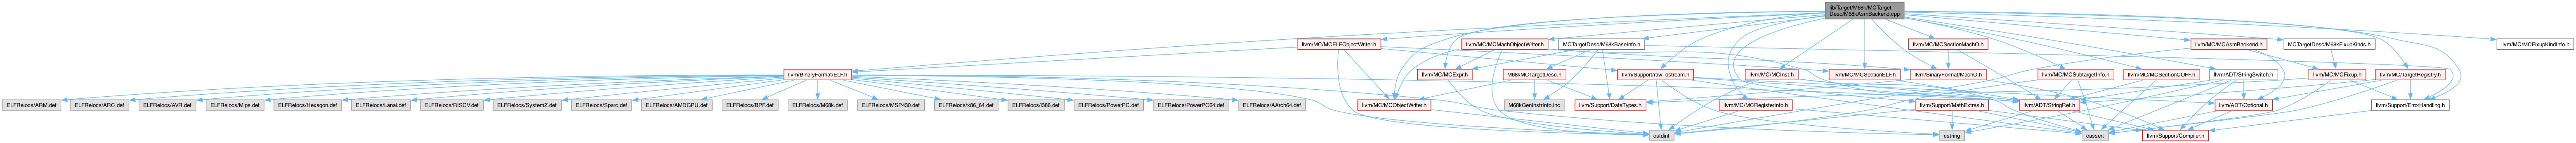 lib/Target/M68k/MCTarget
Desc/M68kAsmBackend.cpp
llvm/MC/MCELFObjectWriter.h
llvm/MC/MCMachObjectWriter.h
MCTargetDesc/M68kBaseInfo.h
llvm/MC/MCSectionMachO.h
llvm/MC/MCAsmBackend.h
MCTargetDesc/M68kFixupKinds.h
llvm/MC/MCFixupKindInfo.h
llvm/BinaryFormat/ELF.h
llvm/MC/MCExpr.h
M68kMCTargetDesc.h
llvm/Support/raw_ostream.h
llvm/MC/MCInst.h
llvm/MC/MCSectionELF.h
llvm/BinaryFormat/MachO.h
llvm/MC/MCSubtargetInfo.h
llvm/MC/MCSectionCOFF.h
llvm/ADT/StringSwitch.h
llvm/MC/MCFixup.h
llvm/MC/TargetRegistry.h
ELFRelocs/ARM.def
ELFRelocs/ARC.def
ELFRelocs/AVR.def
ELFRelocs/Mips.def
ELFRelocs/Hexagon.def
ELFRelocs/Lanai.def
ELFRelocs/RISCV.def
ELFRelocs/SystemZ.def
ELFRelocs/Sparc.def
ELFRelocs/AMDGPU.def
ELFRelocs/BPF.def
ELFRelocs/M68k.def
ELFRelocs/MSP430.def
ELFRelocs/x86_64.def
ELFRelocs/i386.def
ELFRelocs/PowerPC.def
ELFRelocs/PowerPC64.def
ELFRelocs/AArch64.def
llvm/MC/MCObjectWriter.h
M68kGenInstrInfo.inc
llvm/Support/DataTypes.h
llvm/MC/MCRegisterInfo.h
llvm/Support/MathExtras.h
llvm/ADT/StringRef.h
llvm/ADT/Optional.h
llvm/Support/ErrorHandling.h
cstdint
cstring
cassert
llvm/Support/Compiler.h